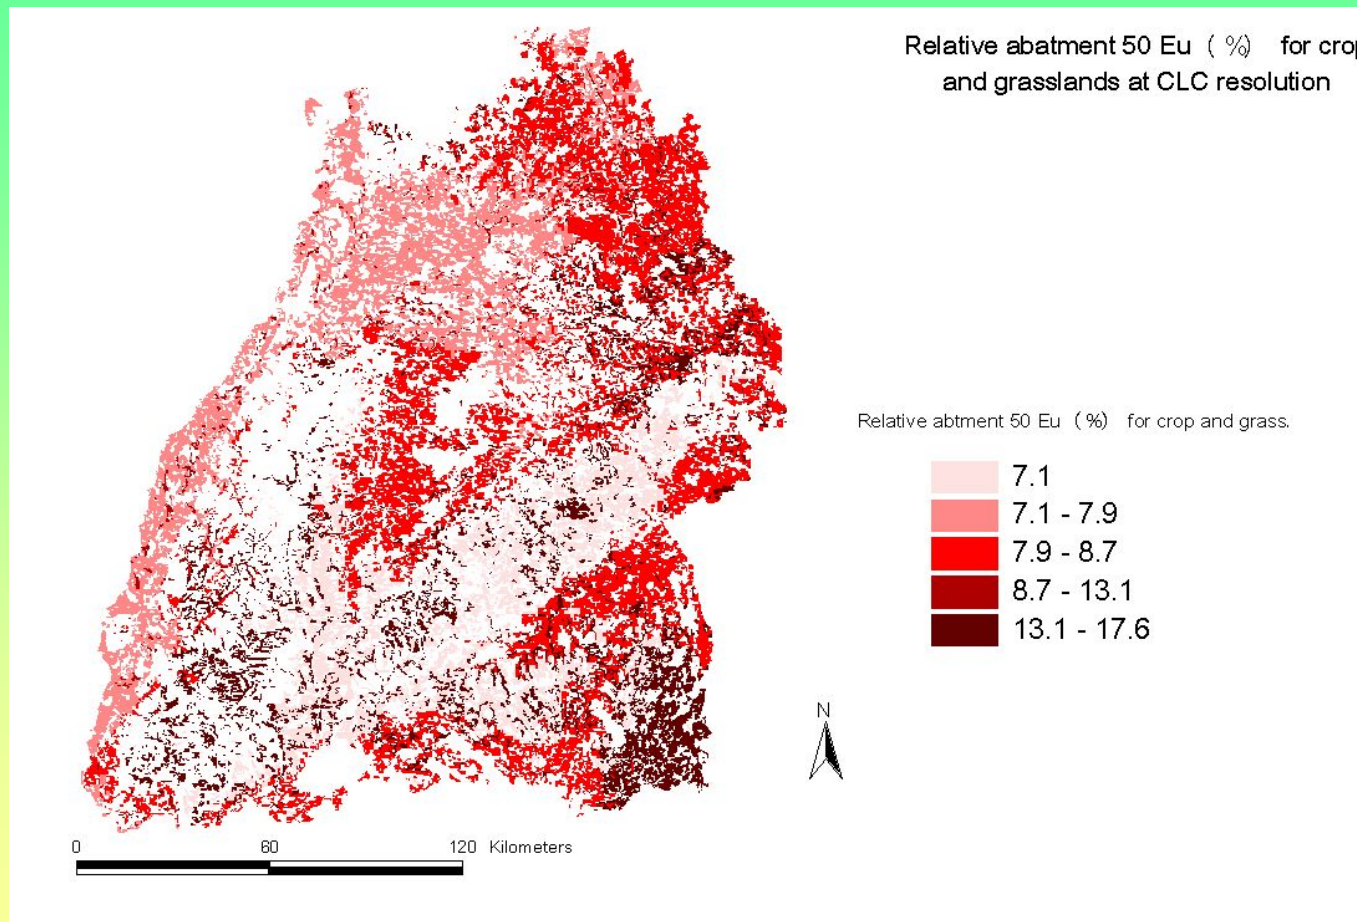 Relative abatment 50 Eu ( %) for crop
and grasslands at CLC resolution
Relative abtment 50 Eu ( %) for crop and grass.
7.1
7.1 - 7.9
7.9 - 8.7
8.7 - 13.1
13.1 - 17.6
N
0 60 120 Kilometers